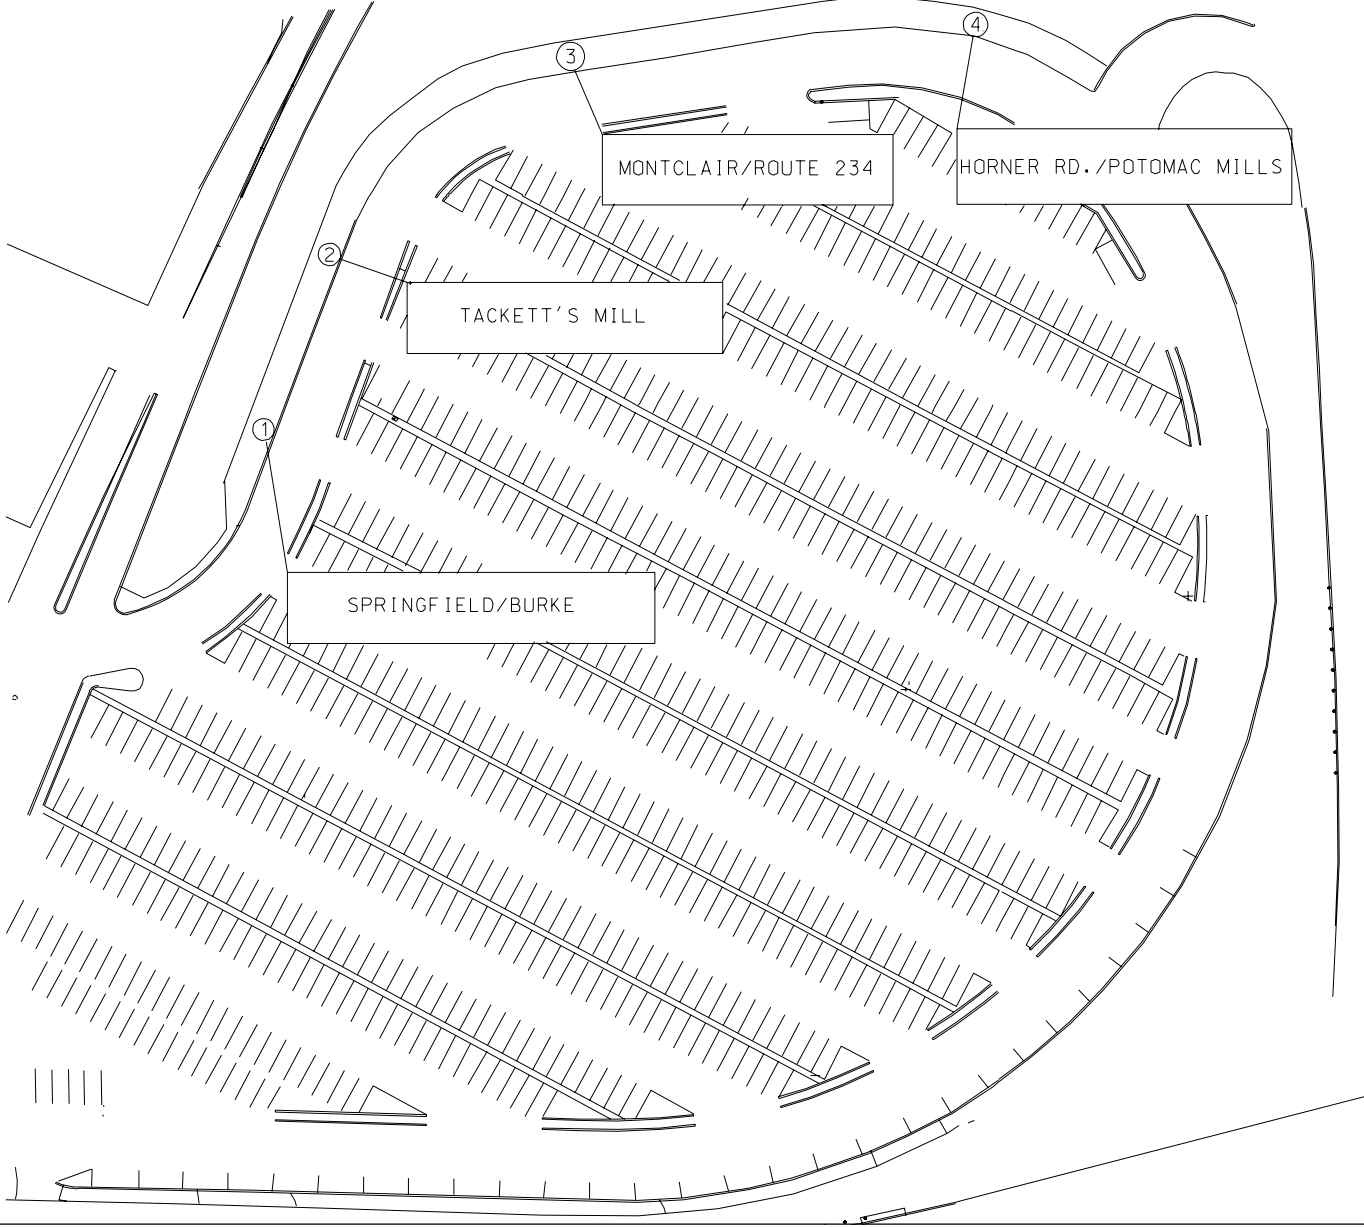 4
3
MONTCLAIR/ROUTE 234
HORNER RD./POTOMAC MILLS
2
TACKETT'S MILL
1
SPRINGFIELD/BURKE